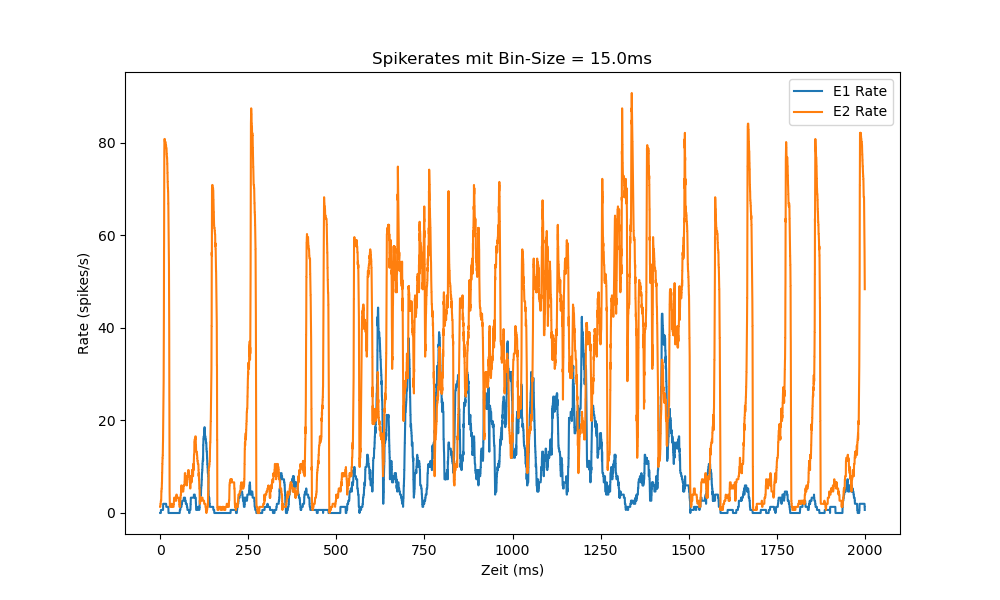 Spikerates mit Bin-Size = 15.0ms
E1 Rate
E2 Rate
Rate (spikes/s)
80
60
40
20
0
0 250 500 750 1000 1250 1500 1750 2000
Zeit (ms)